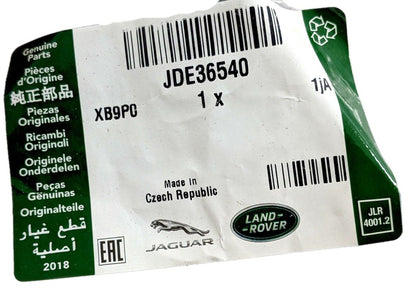 Genuine
Parts
Pièces
d'Origine
純正部品
Piezas
Originales
Ricambi
Originali
Originele
Onderdelen
Peças
Genuínas
Originalteile
قطع غيار
أصلية
2018
JDE36540
1 x
XB9P0
1jA
Made in
Czech Republic
EAC
JAGUAR
LAND-
ROVER
JLR
4001.2